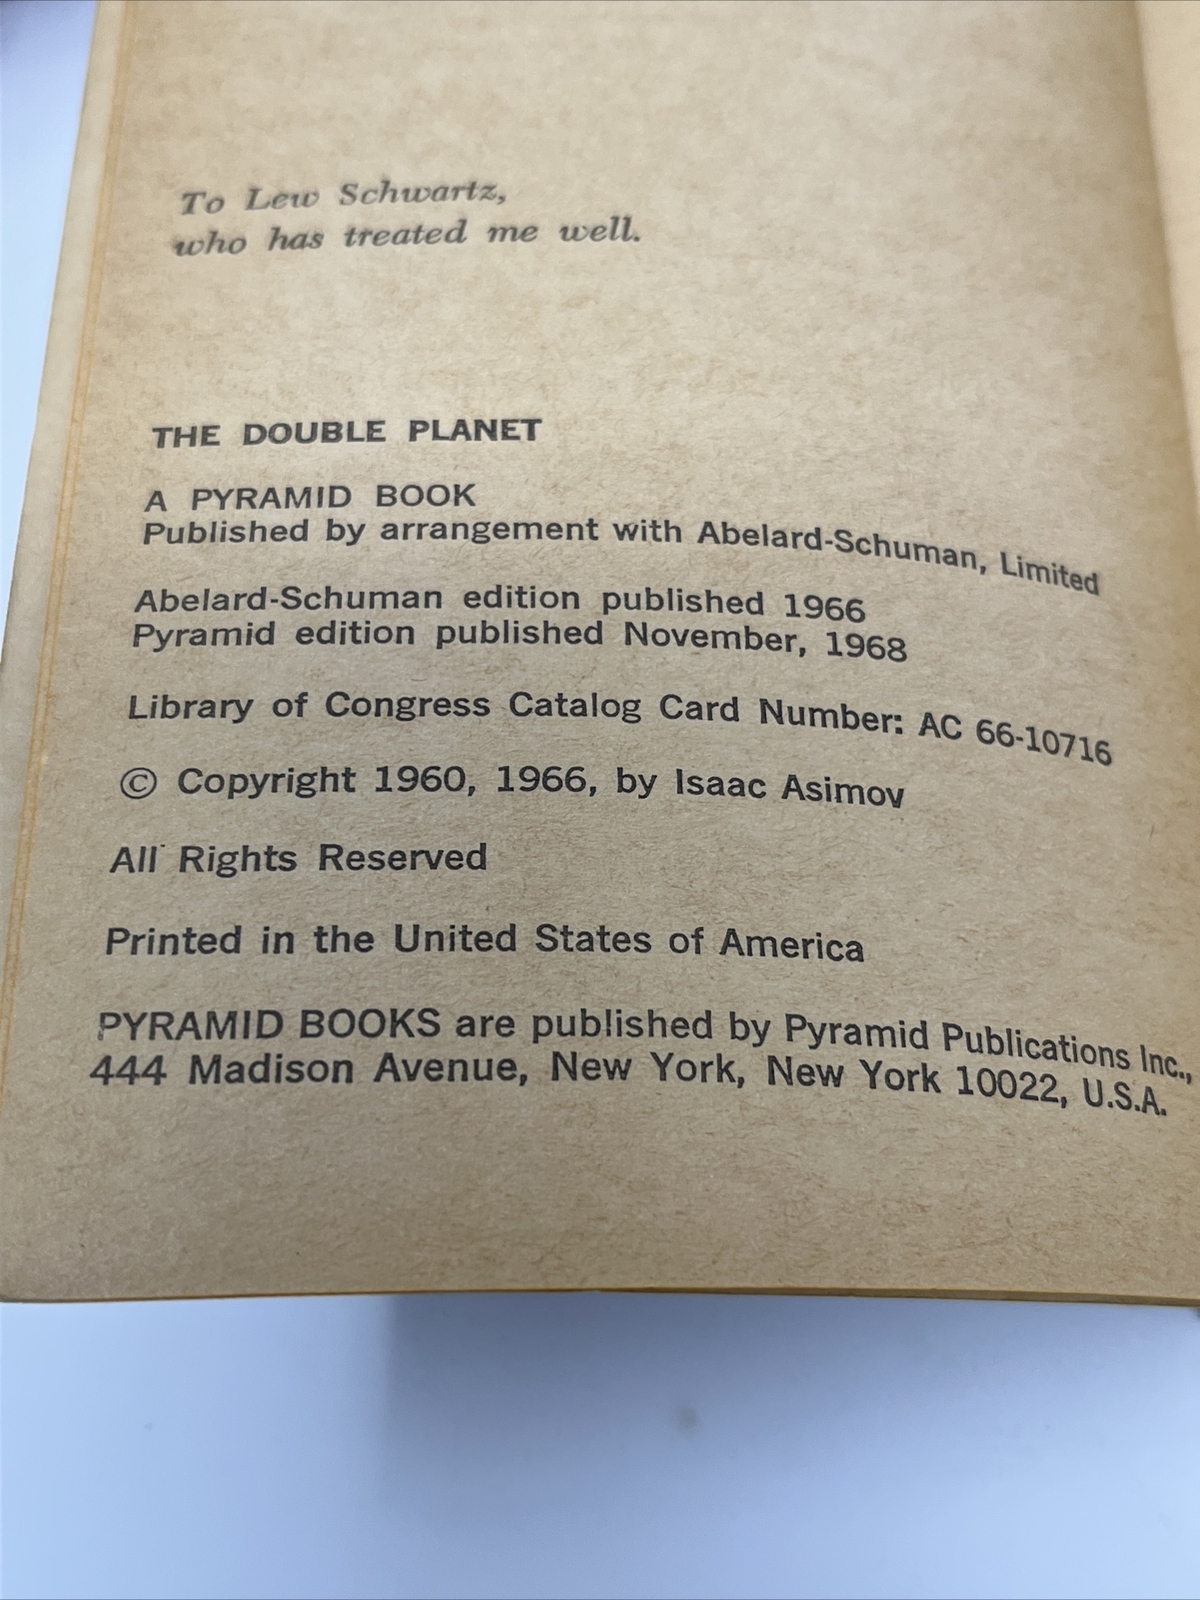 To Lew Schwartz,
who has treated me well.
THE DOUBLE PLANET
A PYRAMID BOOK
Published by arrangement with Abelard-Schuman, Limited
Abelard-Schuman edition published 1966
Pyramid edition published November, 1968
Library of Congress Catalog Card Number: AC 66-10716
© Copyright 1960, 1966, by Isaac Asimov
All Rights Reserved
Printed in the United States of America
PYRAMID BOOKS are published by Pyramid Publications Inc.,
444 Madison Avenue, New York, New York 10022, U.S.A.